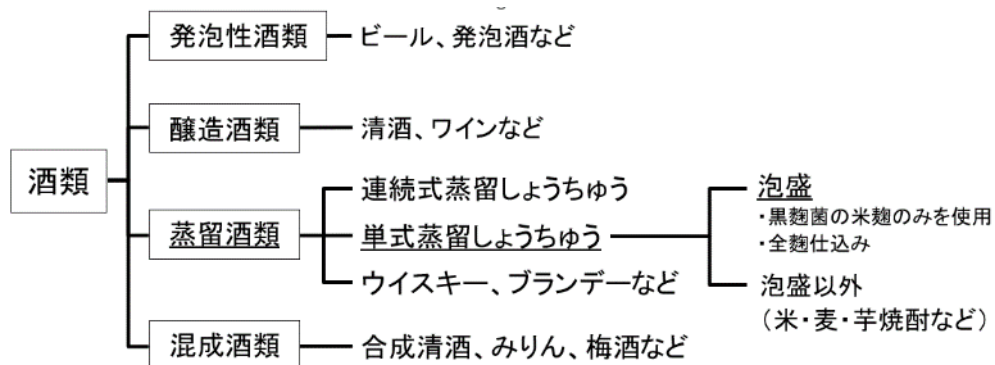 酒類
発泡性酒類
ビール、発泡酒など
醸造酒類
清酒、ワインなど
蒸留酒類
連続式蒸留しょうちゅう
単式蒸留しょうちゅう
ウイスキー、ブランデーなど
泡盛
・黒麹菌の米麹のみを使用
・全麹仕込み
泡盛以外
（米・麦・芋焼酎など）
混成酒類
合成清酒、みりん、梅酒など